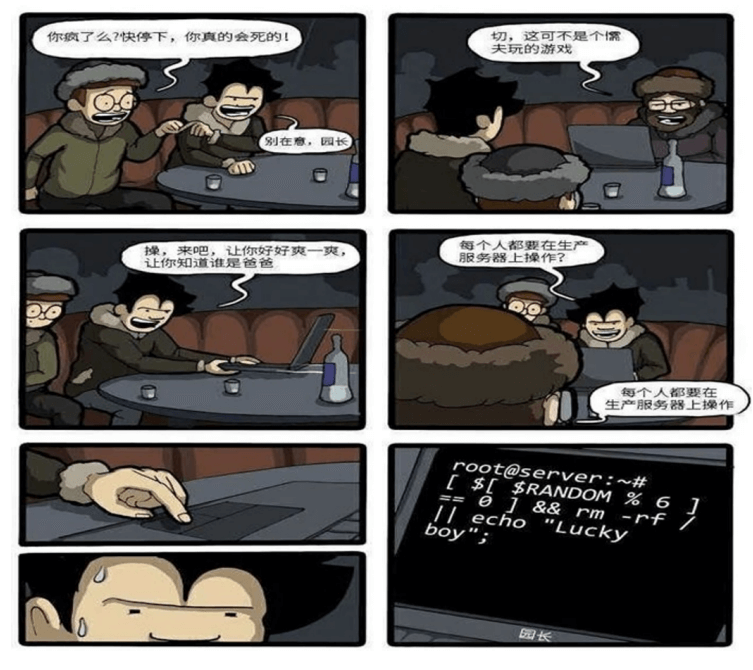 你疯了么?快停下，你真的会死的!
别在意，园长
切，这可不是个懦
夫玩的游戏
操，来吧，让你好好爽一爽，
让你知道谁是爸爸
每个人都要在生产
服务器上操作?
每个人都要在
生产服务器上操作
root@server:~#
[ $[ $RANDOM % 6 ]
== 0 ] && rm -rf /
|| echo "Lucky
boy";
园长